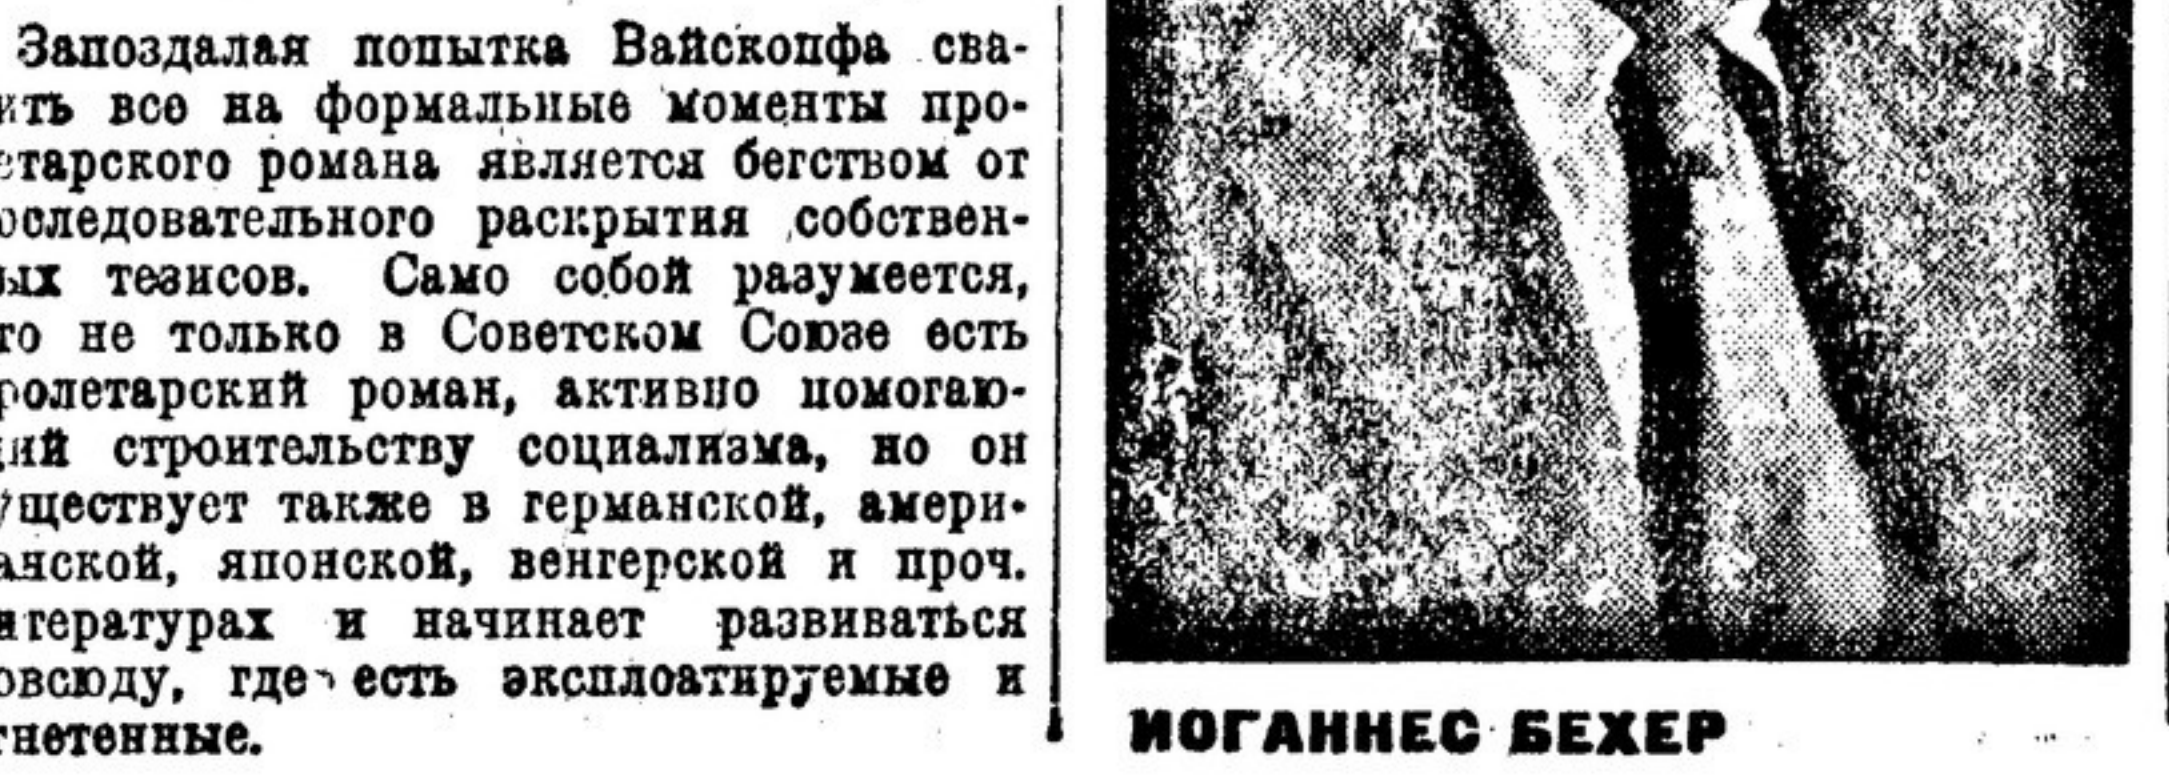 Запоздалая попытка Вайскопфа сва-
ить все на формальные моменты про-
етарского романа является бегством от
оследовательного раскрытия собствен-
ых тезисов. Само собой разумеется,
то не только в Советском Союзе есть
ролетарский роман, активно помогаю-
ий строительству социализма, но он
уществует также в германской, амери-
анской, японской, венгерской и проч.
итературах и начинает развиваться
овсюду, где есть эксплоатируемые и
гнетенные.
ИОГАННЕС БЕХЕР